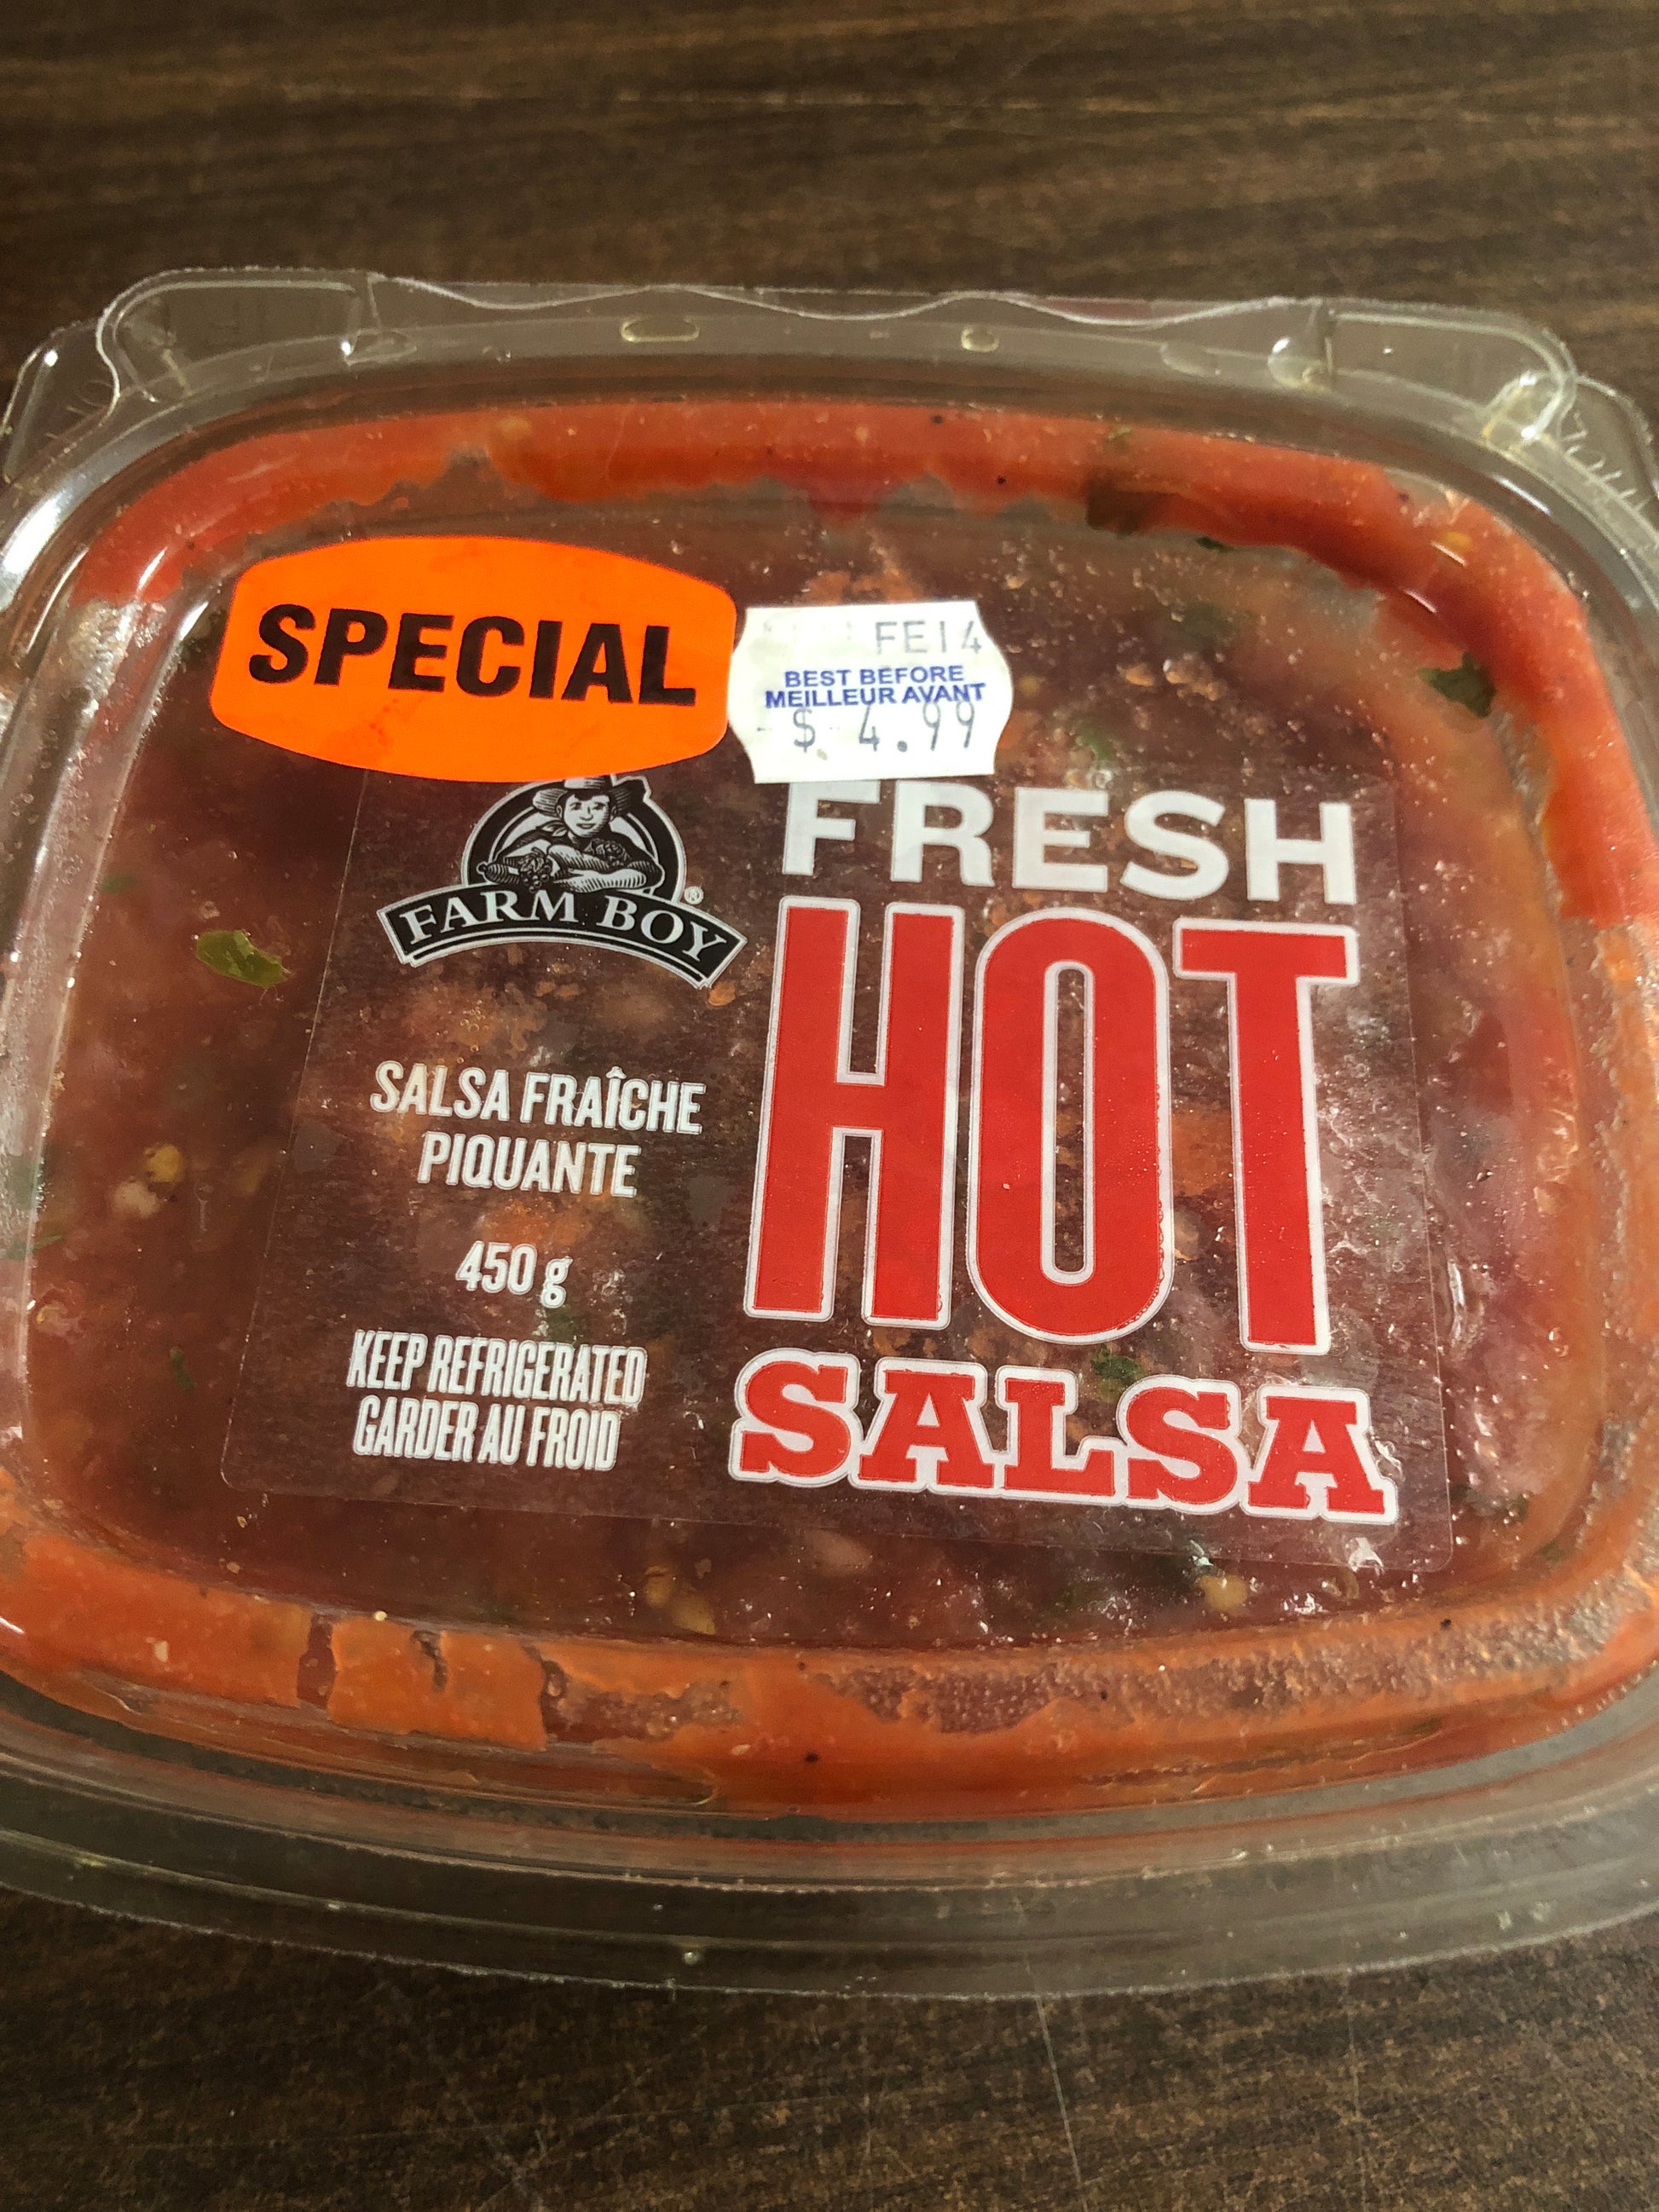 SPECIAL
FE14
BEST BEFORE
MEILLEUR AVANT
$ 4.99
FARM BOY®
FRESH
HOT
SALSA
SALSA FRAÎCHE
PIQUANTE
450 g
KEEP REFRIGERATED
GARDER AU FROID